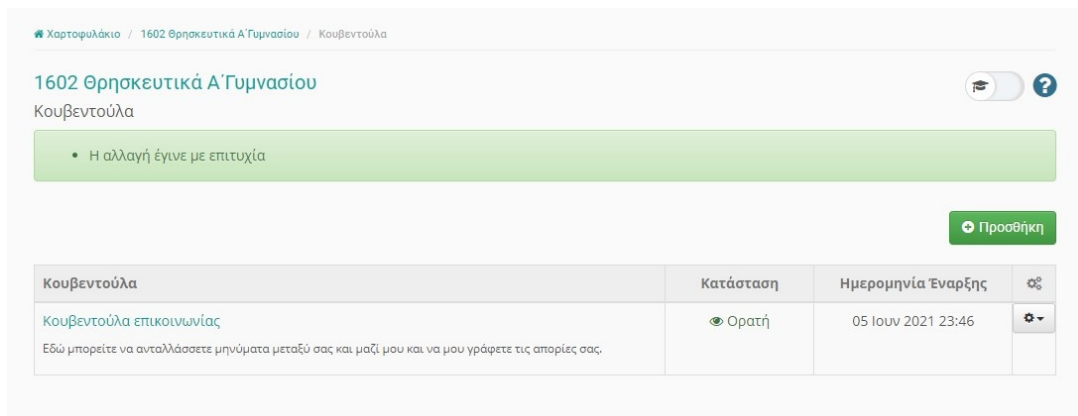 Χαρτοφυλάκιο / 1602 Θρησκευτικά Α΄Γυμνασίου / Κουβεντούλα
1602 Θρησκευτικά Α΄Γυμνασίου
Κουβεντούλα
• Η αλλαγή έγινε με επιτυχία
Προσθήκη
Κουβεντούλα Κατάσταση Ημερομηνία Έναρξης
Κουβεντούλα επικοινωνίας Ορατή 05 Ιουν 2021 23:46
Εδώ μπορείτε να ανταλλάσσετε μηνύματα μεταξύ σας και μαζί μου και να μου γράφετε τις απορίες σας.